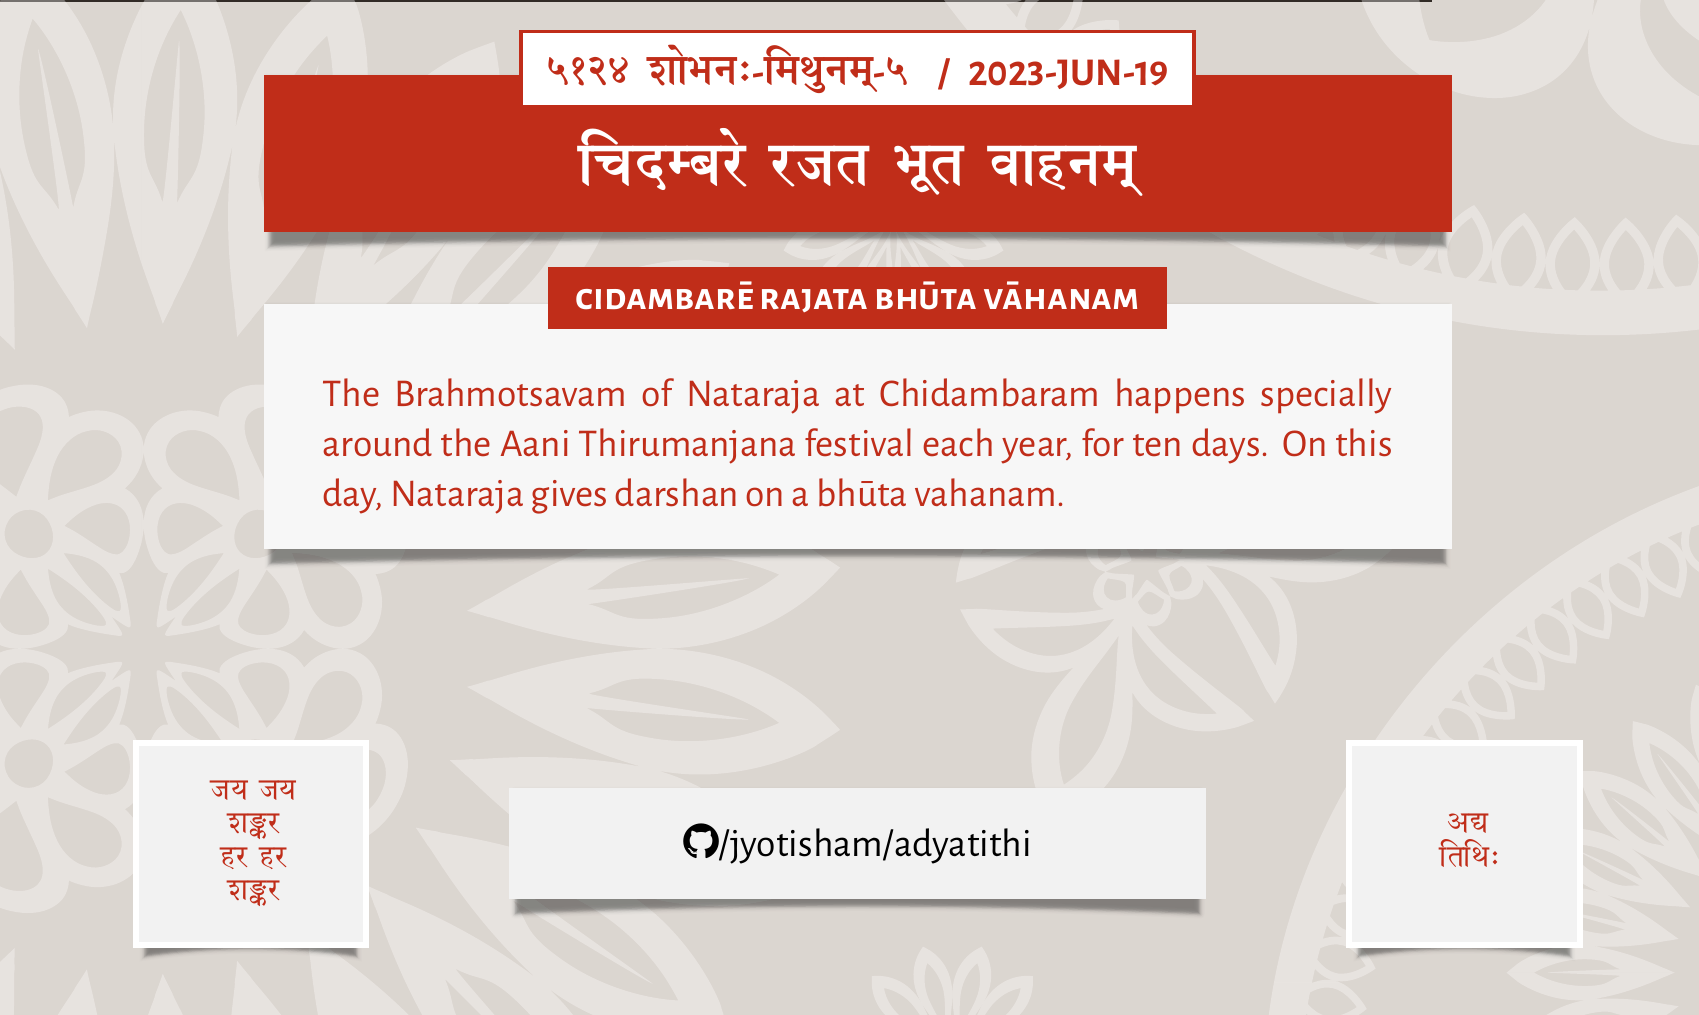 ५१२४ शोभनः-मिथुनम्-५ / 2023-JUN-19
चिदम्बरे रजत भूत वाहनम्
CIDAMBARĒ RAJATA BHŪTA VĀHANAM
The Brahmotsavam of Nataraja at Chidambaram happens specially
around the Aani Thirumanjana festival each year, for ten days. On this
day, Nataraja gives darshan on a bhūta vahanam.
जय जय
शङ्कर
हर हर
शङ्कर
/jyotisham/adyatithi
अद्य
तिथिः